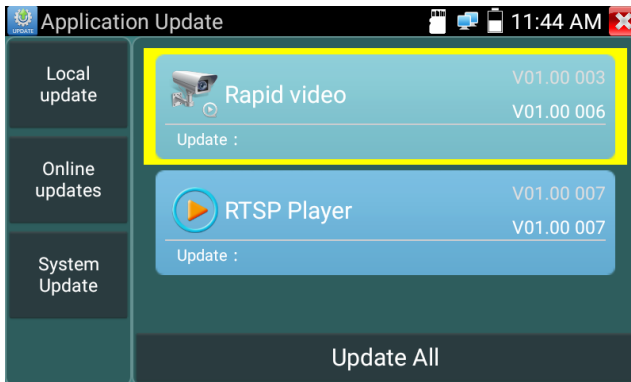 UPDATE
Application Update
11:44 AM
Local
update
Online
updates
System
Update
Rapid video
V01.00 003
V01.00 006
Update :
RTSP Player
V01.00 007
V01.00 007
Update :
Update All